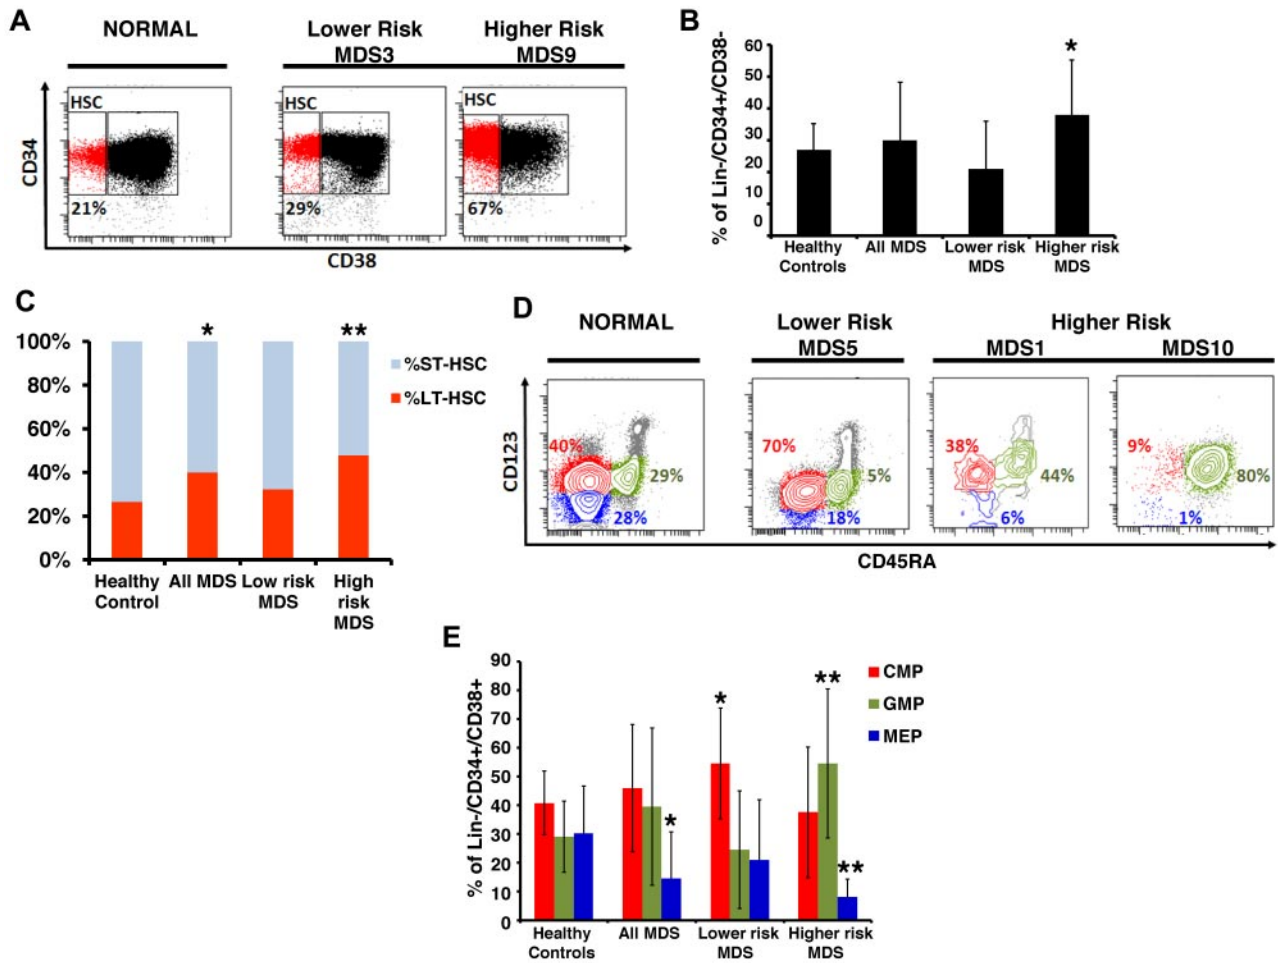 A
NORMAL
Lower Risk
MDS3
Higher Risk
MDS9
HSC
HSC
HSC
CD34
21%
29%
67%
CD38
B
% of Lin-/CD34+/CD38-
60
50
40
30
20
10
0
*
Healthy
Controls
All MDS
Lower risk
MDS
Higher risk
MDS
C
100%
80%
60%
40%
20%
0%
*
**
%ST-HSC
%LT-HSC
Healthy
Control
All MDS
Low risk
MDS
High
risk
MDS
D
NORMAL
Lower Risk
MDS5
Higher Risk
MDS1
MDS10
CD123
40%
29%
28%
70%
5%
18%
38%
44%
6%
9%
80%
1%
CD45RA
E
% of Lin-/CD34+/CD38+
90
80
70
60
50
40
30
20
10
0
*
*
**
**
CMP
GMP
MEP
Healthy
Controls
All MDS
Lower risk
MDS
Higher risk
MDS